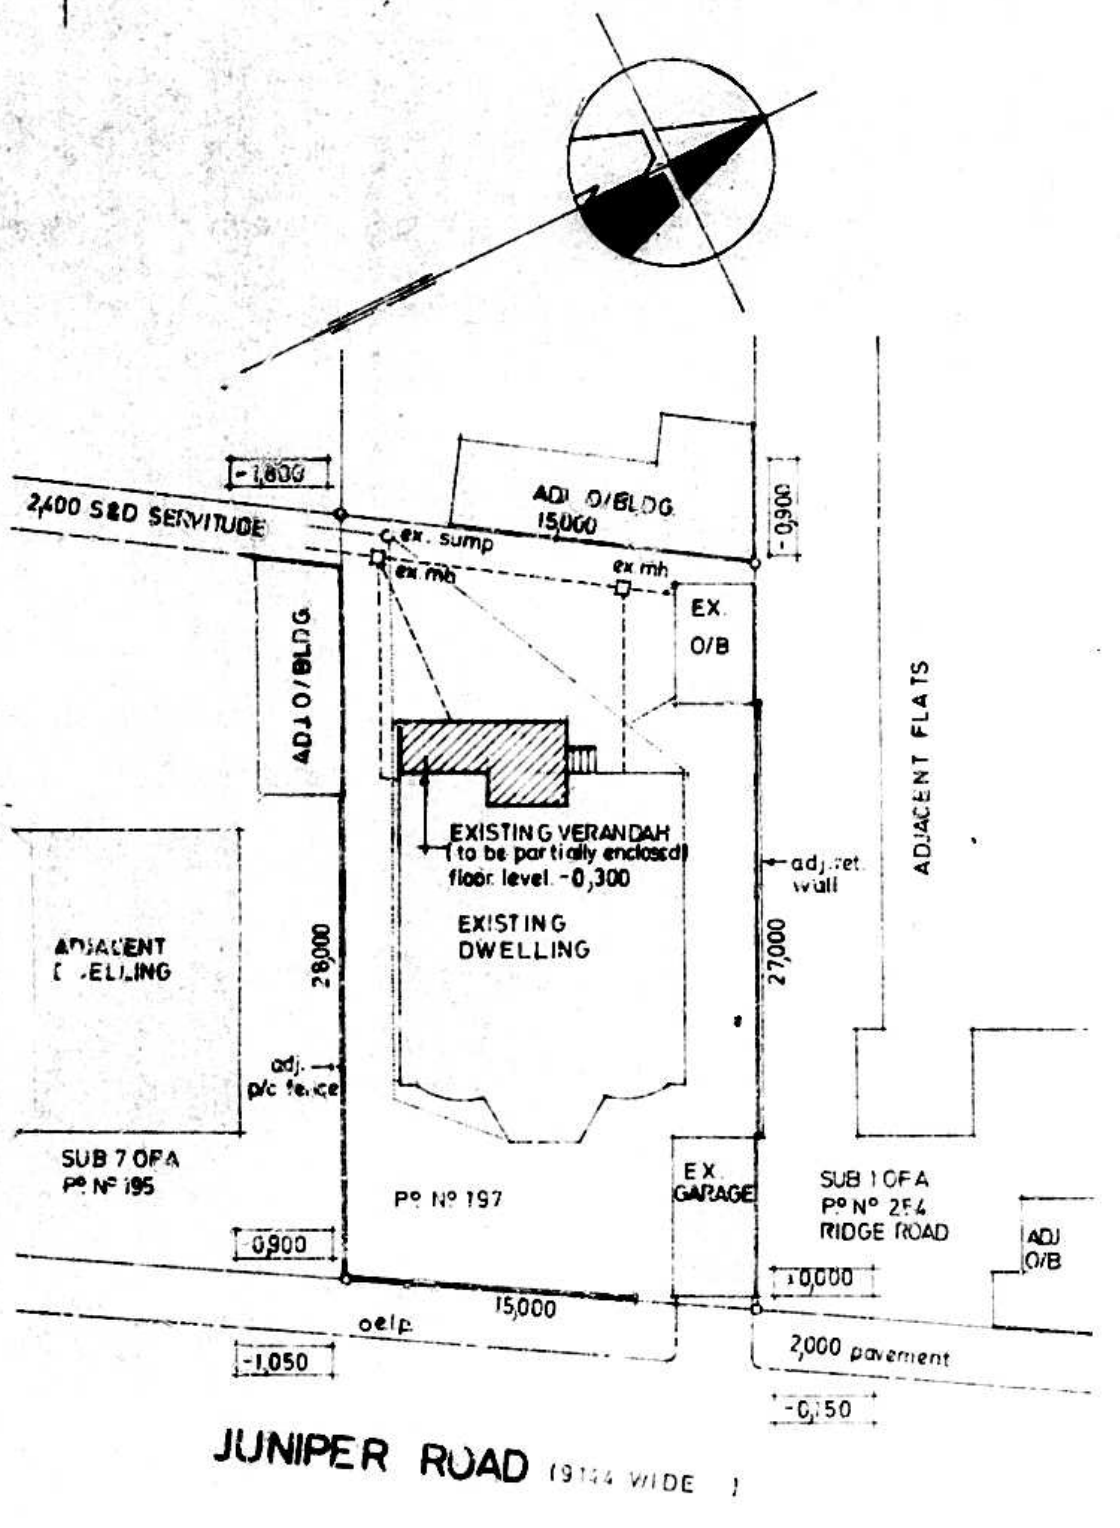 -1,800
2,400 S&D SERVITUDE
ADJ. O/BLDG.
15,000
-0,900
ex. sump
ex. mh
ex mh
EX.
O/B
ADJ O/BLDG.
ADJACENT FLATS
EXISTING VERANDAH
(to be partially enclosed)
floor level -0,300
EXISTING
DWELLING
adj. ret.
wall
ADJACENT
28,000
27,000
adj.
p/c fence
SUB 7 OF A
Pº Nº 195
Pº Nº 197
EX.
GARAGE
SUB 1 OF A
Pº Nº
RIDGE ROAD
ADJ
O/B
-0,900
0,000
15,000
oelp
-1,050
2,000 pavement
-0,150
JUNIPER ROAD ( WIDE )